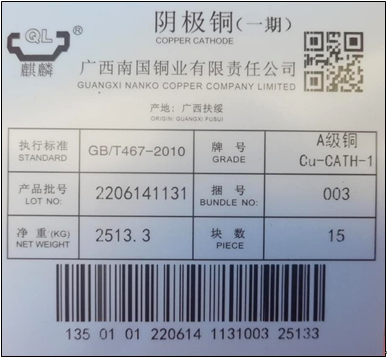 QL ®
麒麟
阴极铜(一期)
COPPER CATHODE
广西南国铜业有限责任公司
GUANGXI NANKO COPPER COMPANY LIMITED
产地: 广西扶绥
ORIGIN: GUANGXI FUSUI
执行标准 GB/T467-2010 牌号 A级铜
STANDARD GRADE Cu-CATH-1
产品批号 2206141131 捆号 003
LOT NO: BUNDLE NO:
净重(KG) 2513.3 块数 15
NET WEIGHT PIECE
135 01 01 220614 1131003 25133